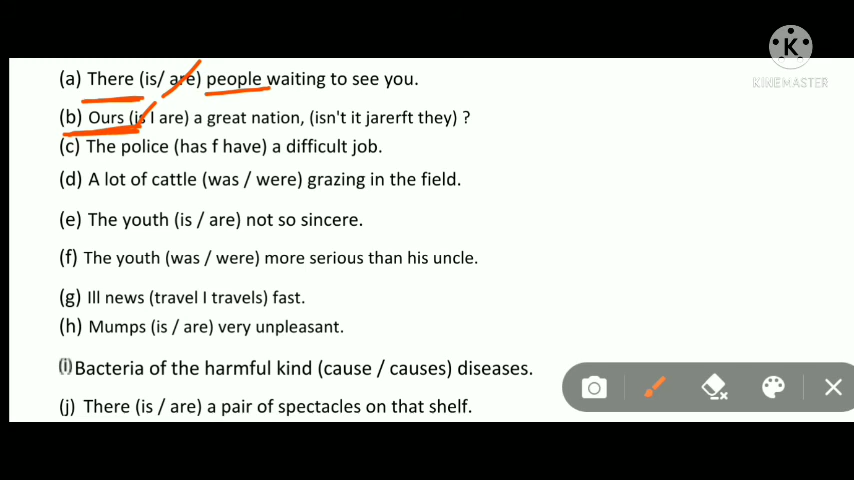 K
KINEMASTER
(a) There (is/ are) people waiting to see you.
(b) Ours (is I are) a great nation, (isn't it jarerft they) ?
(c) The police (has f have) a difficult job.
(d) A lot of cattle (was / were) grazing in the field.
(e) The youth (is / are) not so sincere.
(f) The youth (was / were) more serious than his uncle.
(g) Ill news (travel I travels) fast.
(h) Mumps (is / are) very unpleasant.
(i) Bacteria of the harmful kind (cause / causes) diseases.
(j) There (is / are) a pair of spectacles on that shelf.